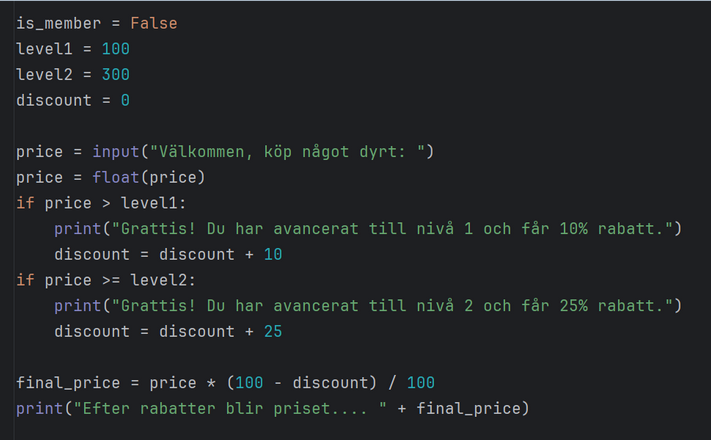 is_member = False
level1 = 100
level2 = 300
discount = 0

price = input("Välkommen, köp något dyrt: ")
price = float(price)
if price > level1:
    print("Grattis! Du har avancerat till nivå 1 och får 10% rabatt.")
    discount = discount + 10
if price >= level2:
    print("Grattis! Du har avancerat till nivå 2 och får 25% rabatt.")
    discount = discount + 25

final_price = price * (100 - discount) / 100
print("Efter rabatter blir priset.... " + final_price)